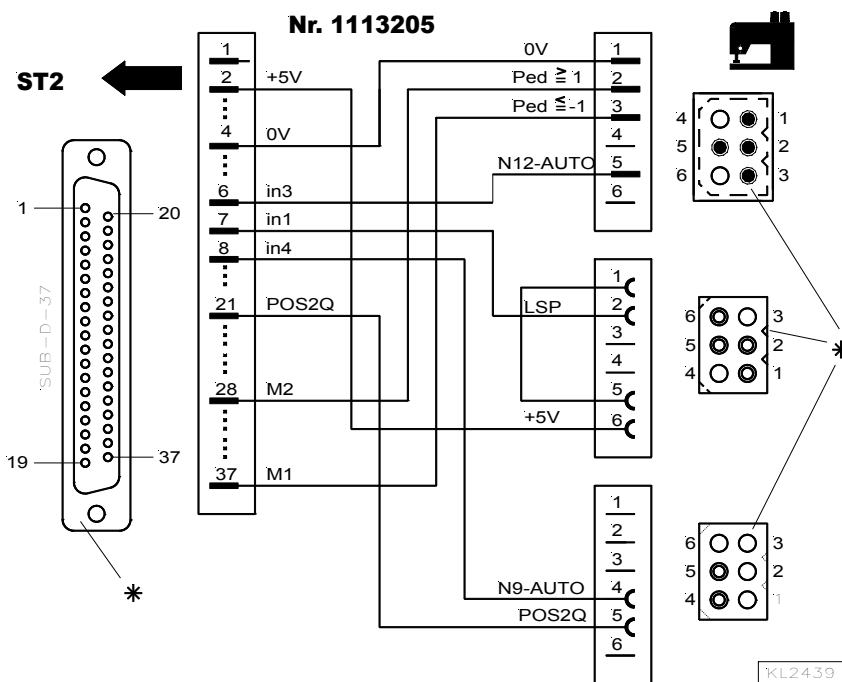 Nr. 1113205
ST2
1
2 +5V
4 0V
6 in3
7 in1
8 in4
21 POS2Q
28 M2
37 M1
1 20
SUB-D-37
19 37
*
0V 1
Ped ≧ 1 2
Ped ≦ -1 3
4
N12-AUTO 5
6
1
LSP 2
3
4
5
+5V 6
1
2
3
N9-AUTO 4
POS2Q 5
6
4 1
5 2
6 3
6 3
5 2
4 1
*
6 3
5 2
4 1
KL2439